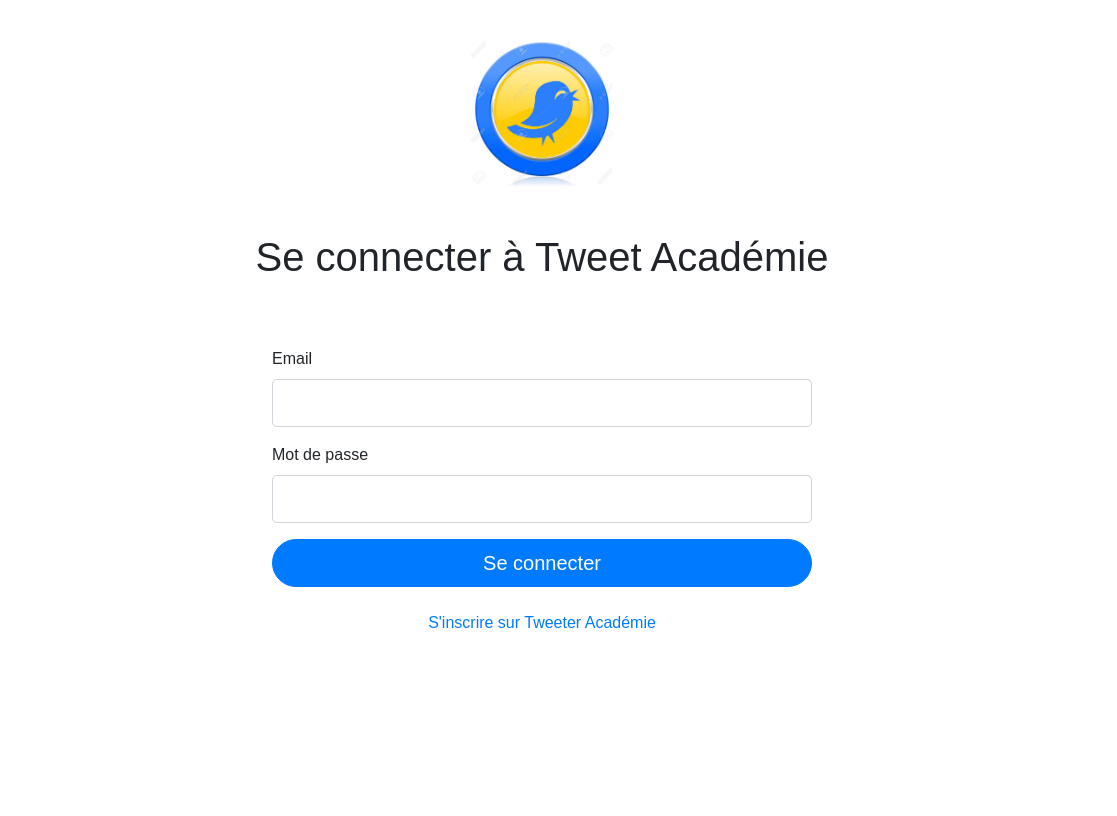 Se connecter à Tweet Académie
Email
Mot de passe
Se connecter
S'inscrire sur Tweeter Académie